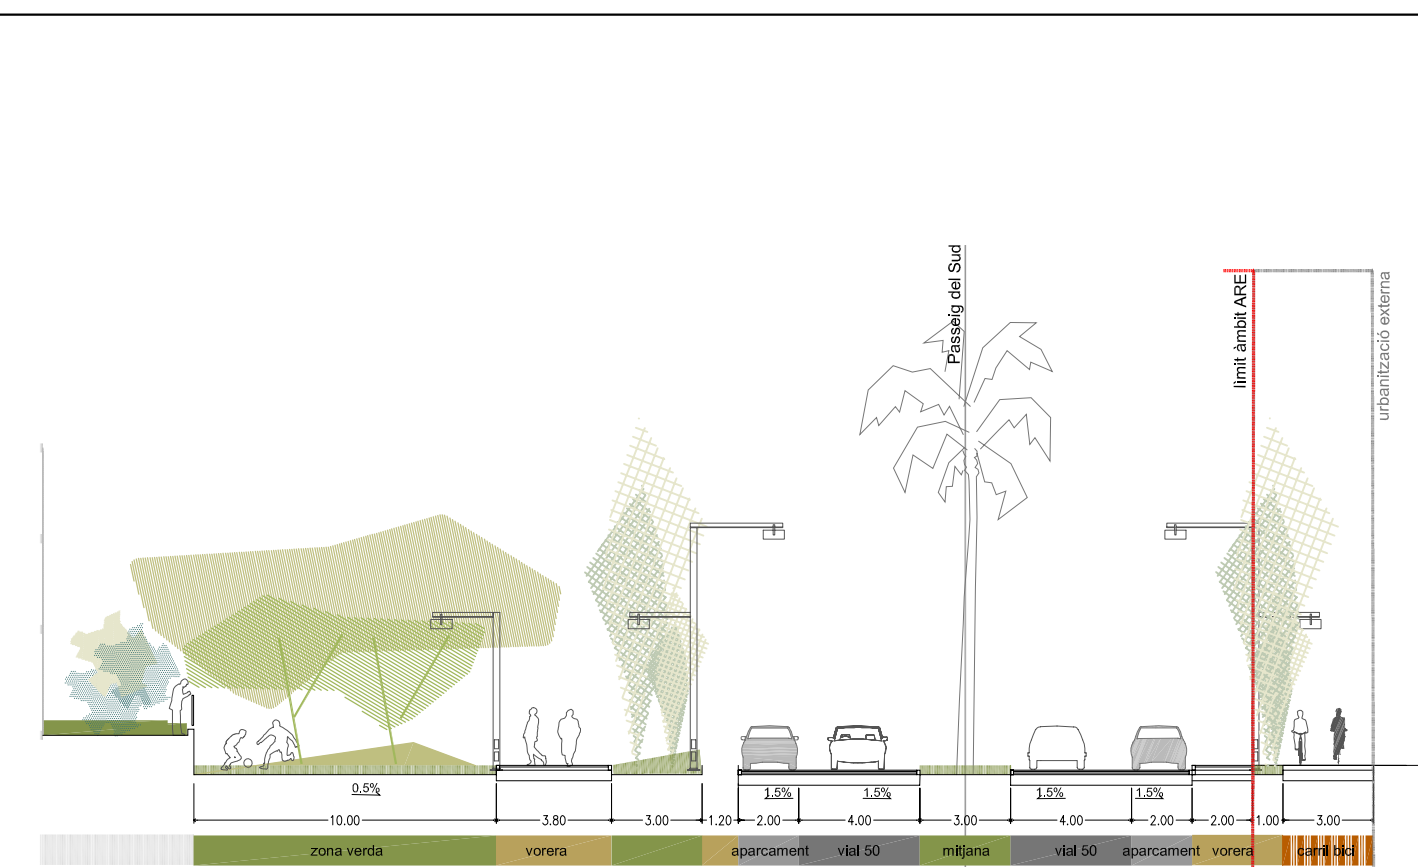 Passeig del Sud
lìmit àmbit ARE
urbanització externa
0.5%
1.5%
1.5%
1.5%
1.5%
10.00
3.80
3.00
1.20
2.00
4.00
3.00
4.00
2.00
2.00
1.00
3.00
zona verda
vorera
aparcament
vial 50
mitjana
vial 50
aparcament
vorera
carril bici